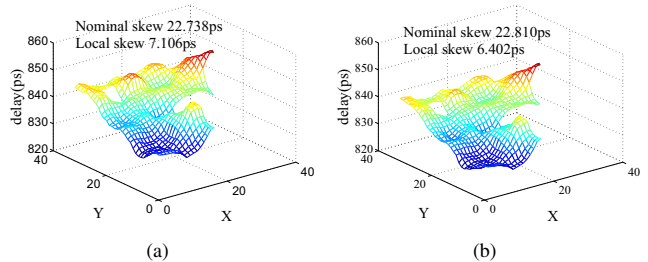 Nominal skew 22.738ps
Local skew 7.106ps
860
850
840
830
820
delay(ps)
40
20
0
Y
0
20
40
X
(a)
Nominal skew 22.810ps
Local skew 6.402ps
860
850
840
830
820
delay(ps)
40
20
0
Y
0
20
40
X
(b)